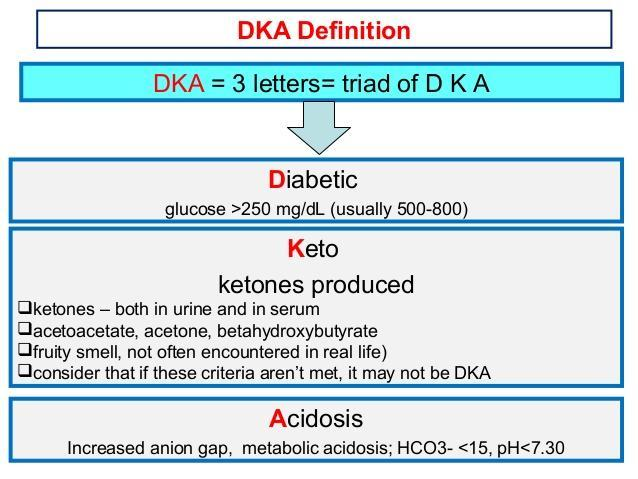 DKA Definition
DKA = 3 letters= triad of D K A
Diabetic
glucose >250 mg/dL (usually 500-800)
Keto
ketones produced
❑ketones – both in urine and in serum
❑acetoacetate, acetone, betahydroxybutyrate
❑fruity smell, not often encountered in real life)
❑consider that if these criteria aren’t met, it may not be DKA
Acidosis
Increased anion gap, metabolic acidosis; HCO3- <15, pH<7.30